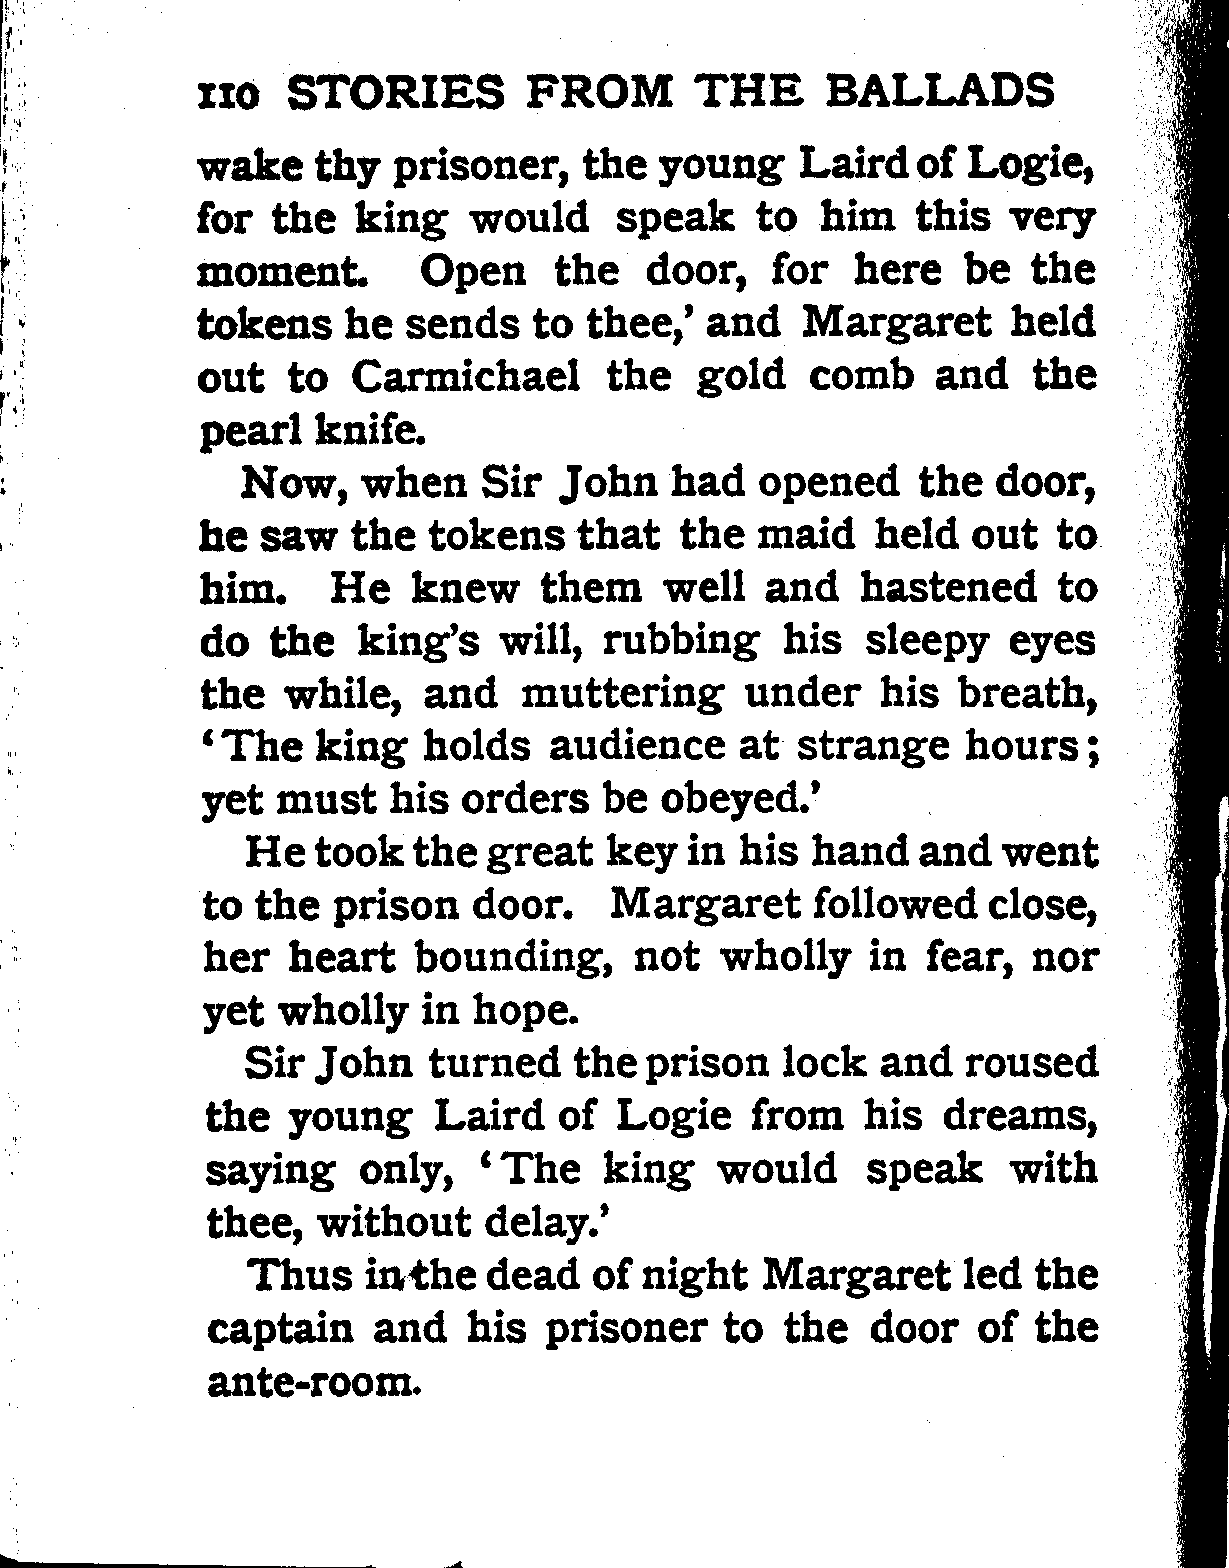 110 STORIES FROM THE BALLADS
wake thy prisoner, the young Laird of Logie,
for the king would speak to him this very
moment. Open the door, for here be the
tokens he sends to thee,’ and Margaret held
out to Carmichael the gold comb and the
pearl knife.
Now, when Sir John had opened the door,
he saw the tokens that the maid held out to
him. He knew them well and hastened to
do the king’s will, rubbing his sleepy eyes
the while, and muttering under his breath,
‘The king holds audience at strange hours;
yet must his orders be obeyed.’
He took the great key in his hand and went
to the prison door. Margaret followed close,
her heart bounding, not wholly in fear, nor
yet wholly in hope.
Sir John turned the prison lock and roused
the young Laird of Logie from his dreams,
saying only, ‘The king would speak with
thee, without delay.’
Thus in the dead of night Margaret led the
captain and his prisoner to the door of the
ante-room.